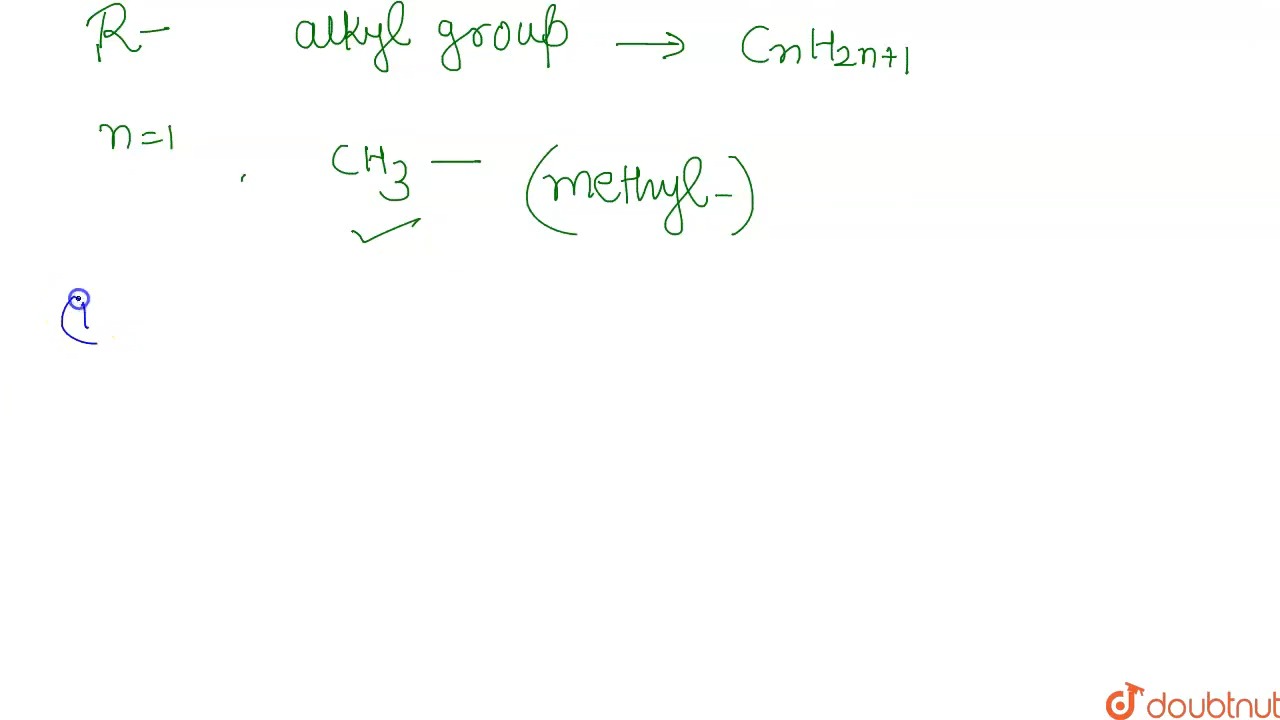 R- alkyl group → CnH2n+1
n=1
CH3 — (methyl-)
(a
doubtnut